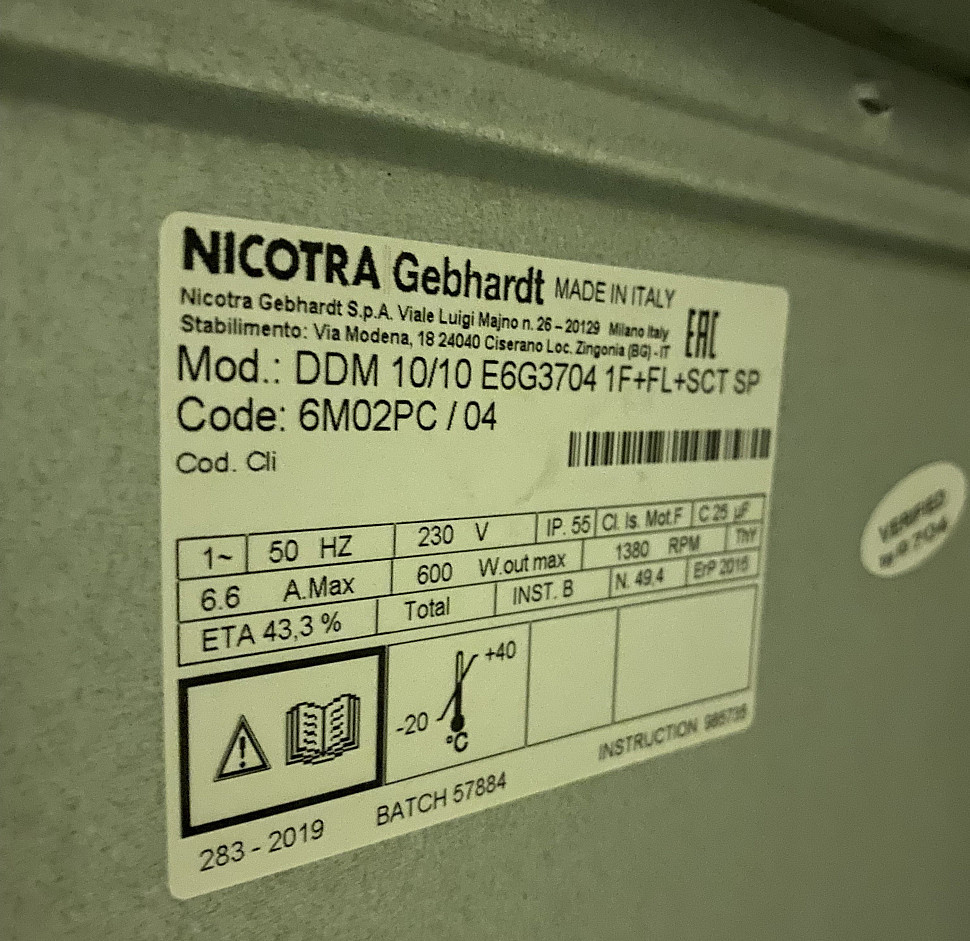 NICOTRA Gebhardt MADE IN ITALY
Nicotra Gebhardt S.p.A. Viale Luigi Majno n. 26 – 20129 Milano Italy
Stabilimento: Via Modena, 18 24040 Ciserano Loc. Zingonia (BG) - IT
EAC
Mod.: DDM 10/10 E6G3704 1F+FL+SCT SP
Code: 6M02PC / 04
Cod. Cli
1~ 50 HZ 230 V IP. 55 Cl. Is. Mot.F C 25 µF
6.6 A.Max 600 W.out max 1380 RPM ThY
ETA 43,3 % Total INST. B N. 49.4 ErP 2015
+40
-20
°C
283 - 2019 BATCH 57884 INSTRUCTION
VERIFIED